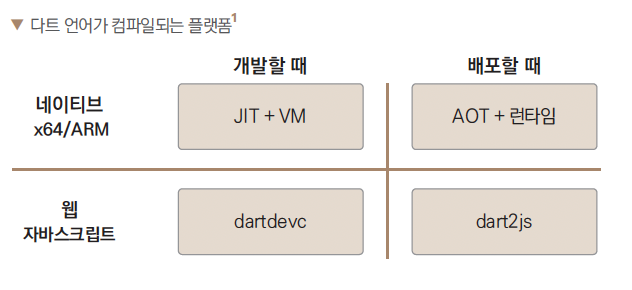 ▼ 다트 언어가 컴파일되는 플랫폼1
개발할 때 배포할 때
네이티브
x64/ARM
JIT + VM AOT + 런타임
웹
자바스크립트
dartdevc dart2js